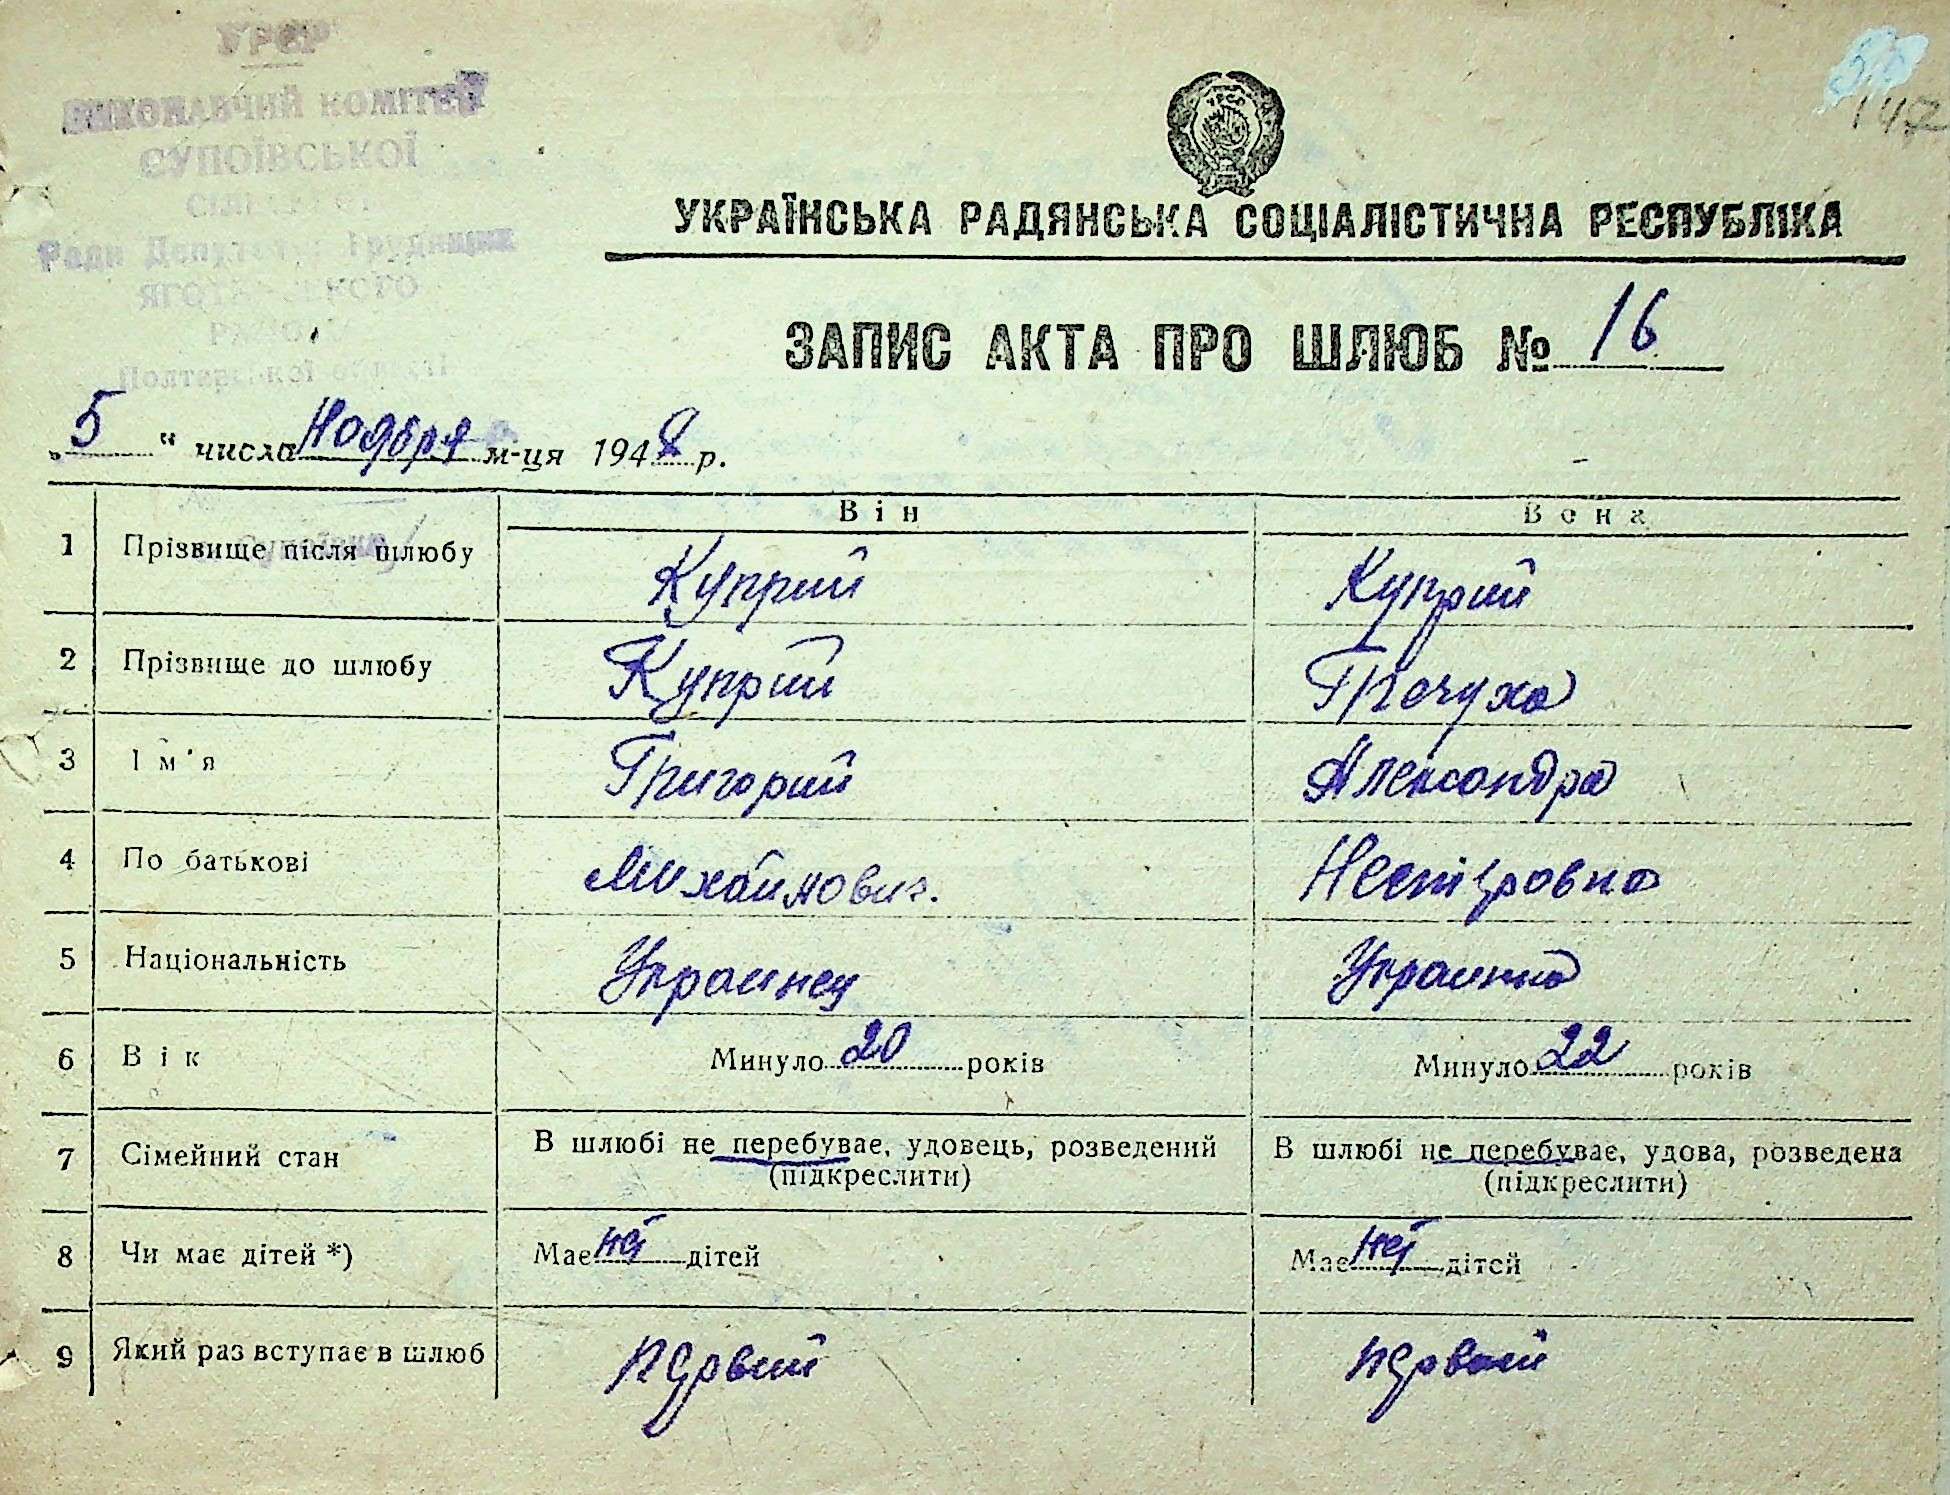 УРСР
ВИКОНАВЧИЙ КОМІТЕТ
СУПОЇВСЬКОЇ
Ради Депутатів Трудящих
Полтавської області
147
УКРАЇНСЬКА РАДЯНСЬКА СОЦІАЛІСТИЧНА РЕСПУБЛІКА
ЗАПИС АКТА ПРО ШЛЮБ № 16
„5“ числа Ноября м-ця 1948 р.
Він Вона
1 Прізвище після шлюбу Куприй Куприй
2 Прізвище до шлюбу Куприй Гречуха
3 Ім'я Григорий Александра
4 По батькові Михайлович. Нестіровна
5 Національність Украинец Украинка
6 Вік Минуло 20 років Минуло 22 років
7 Сімейний стан В шлюбі не перебуває, удовець, розведений В шлюбі не перебуває, удова, розведена
(підкреслити) (підкреслити)
8 Чи має дітей *) Має нет дітей Має нет дітей
9 Який раз вступає в шлюб первий первий